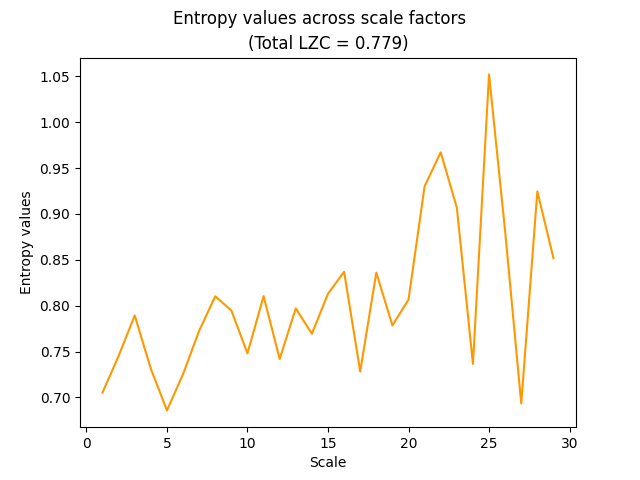 Entropy values across scale factors
(Total LZC = 0.779)
1.05
1.00
0.95
0.90
0.85
0.80
0.75
0.70
Entropy values
0 5 10 15 20 25 30
Scale